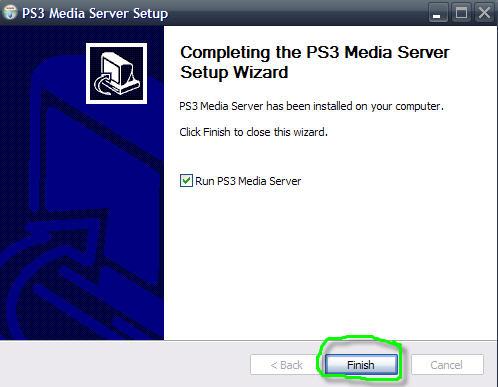 PS3 Media Server Setup
Completing the PS3 Media Server
Setup Wizard
PS3 Media Server has been installed on your computer.
Click Finish to close this wizard.
Run PS3 Media Server
< Back
Finish
Cancel